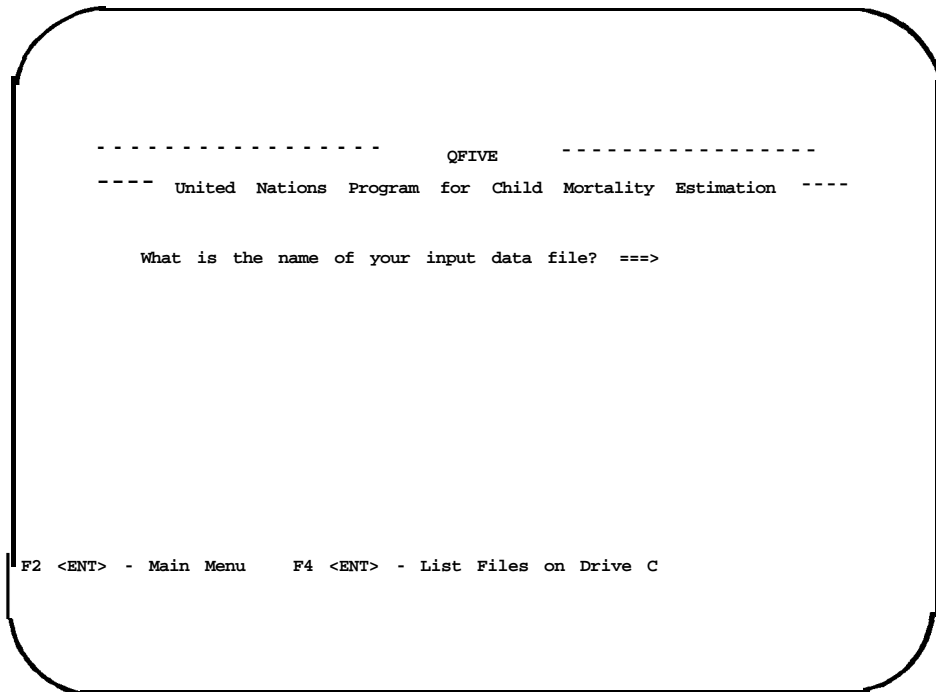 - - - - - - - - - - - - - - - - - QFIVE - - - - - - - - - - - - - - - - -
---- United Nations Program for Child Mortality Estimation ----
What is the name of your input data file? ===>
F2 <ENT> - Main Menu F4 <ENT> - List Files on Drive C